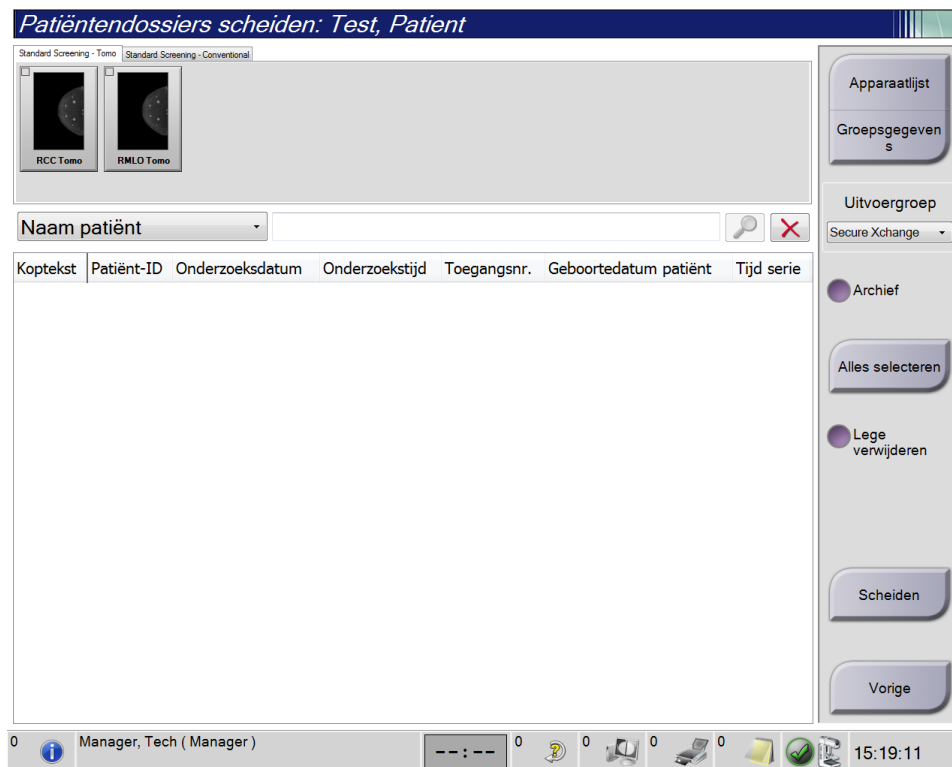 Patiëntendossiers scheiden: Test, Patient
Standard Screening - Tomo Standard Screening - Conventional
RCC Tomo RMLO Tomo
Naam patiënt
Koptekst Patiënt-ID Onderzoeksdatum Onderzoekstijd Toegangsnr. Geboortedatum patiënt Tijd serie
Apparaatlijst
Groepsgegeven
s
Uitvoergroep
Secure Xchange
Archief
Alles selecteren
Lege
verwijderen
Scheiden
Vorige
0 Manager, Tech ( Manager ) --:-- 0 0 0 0 15:19:11